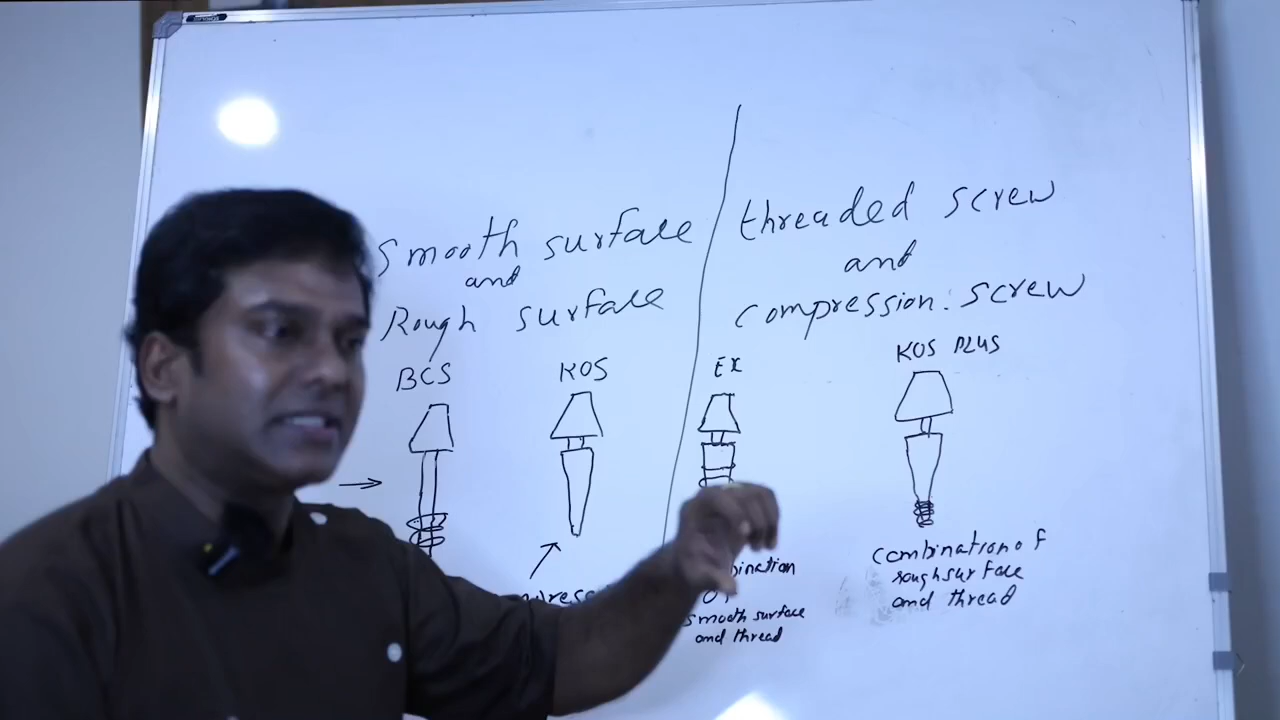 Smooth surface
and
Rough surface
BCS
KOS
threaded screw
and
compression. screw
EX
smooth surface
and thread
KOS PLUS
combination of
rough surface
and thread